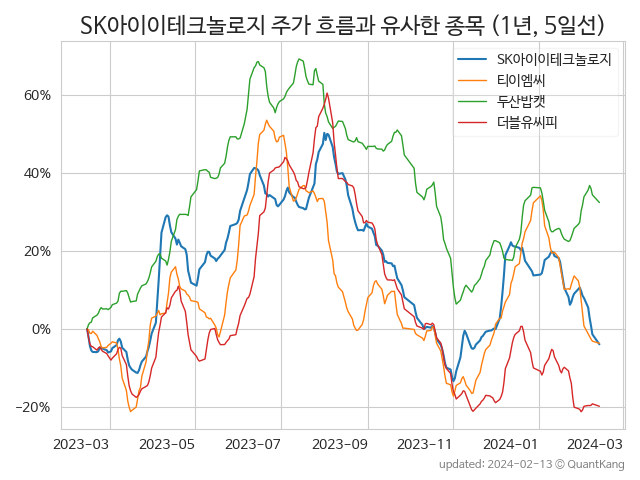 SK아이이테크놀로지 주가 흐름과 유사한 종목 (1년, 5일선)
SK아이이테크놀로지
티이엠씨
두산밥캣
더블유씨피
60%
40%
20%
0%
−20%
2023-03 2023-05 2023-07 2023-09 2023-11 2024-01 2024-03
updated: 2024-02-13 © QuantKang